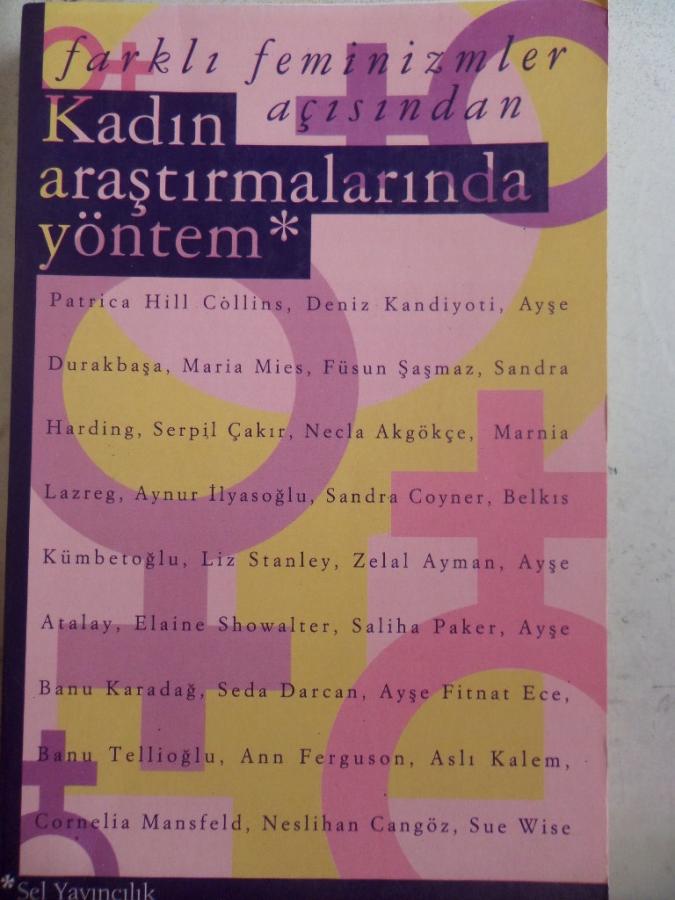 farklı feminizmler
açısından
Kadın
araştırmalarında
yöntem*
Patrica Hill Collins, Deniz Kandiyoti, Ayşe
Durakbaşa, Maria Mies, Füsun Şaşmaz, Sandra
Harding, Serpil Çakır, Necla Akgökçe, Marnia
Lazreg, Aynur İlyasoğlu, Sandra Coyner, Belkıs
Kümbetoğlu, Liz Stanley, Zelal Ayman, Ayşe
Atalay, Elaine Showalter, Saliha Paker, Ayşe
Banu Karadağ, Seda Darcan, Ayşe Fitnat Ece,
Banu Tellioğlu, Ann Ferguson, Aslı Kalem,
Cornelia Mansfeld, Neslihan Cangöz, Sue Wise
*Sel Yayıncılık